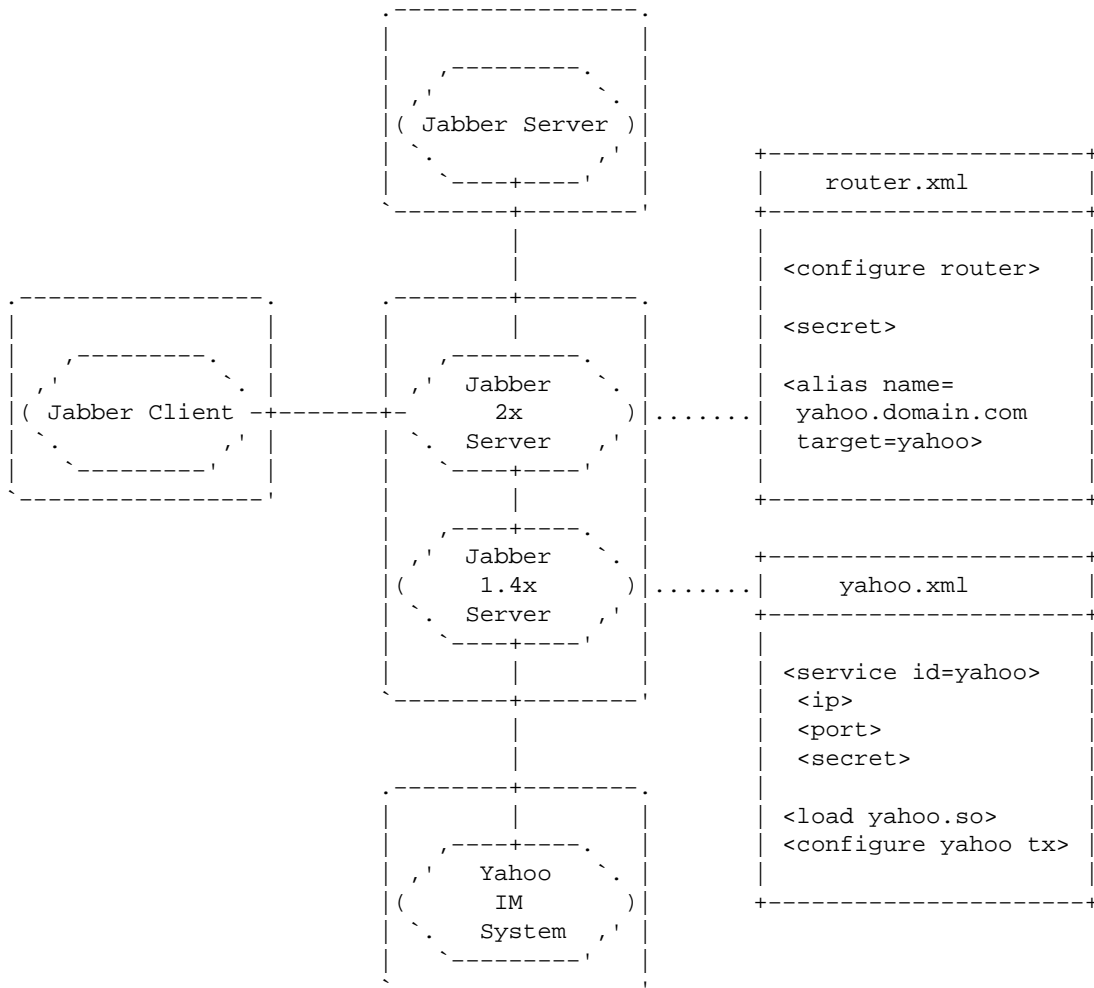 Jabber Server
router.xml
<configure router>
<secret>
<alias name=
yahoo.domain.com
target=yahoo>
Jabber Client
Jabber
2x
Server
Jabber
1.4x
Server
yahoo.xml
<service id=yahoo>
<ip>
<port>
<secret>
<load yahoo.so>
<configure yahoo tx>
Yahoo
IM
System